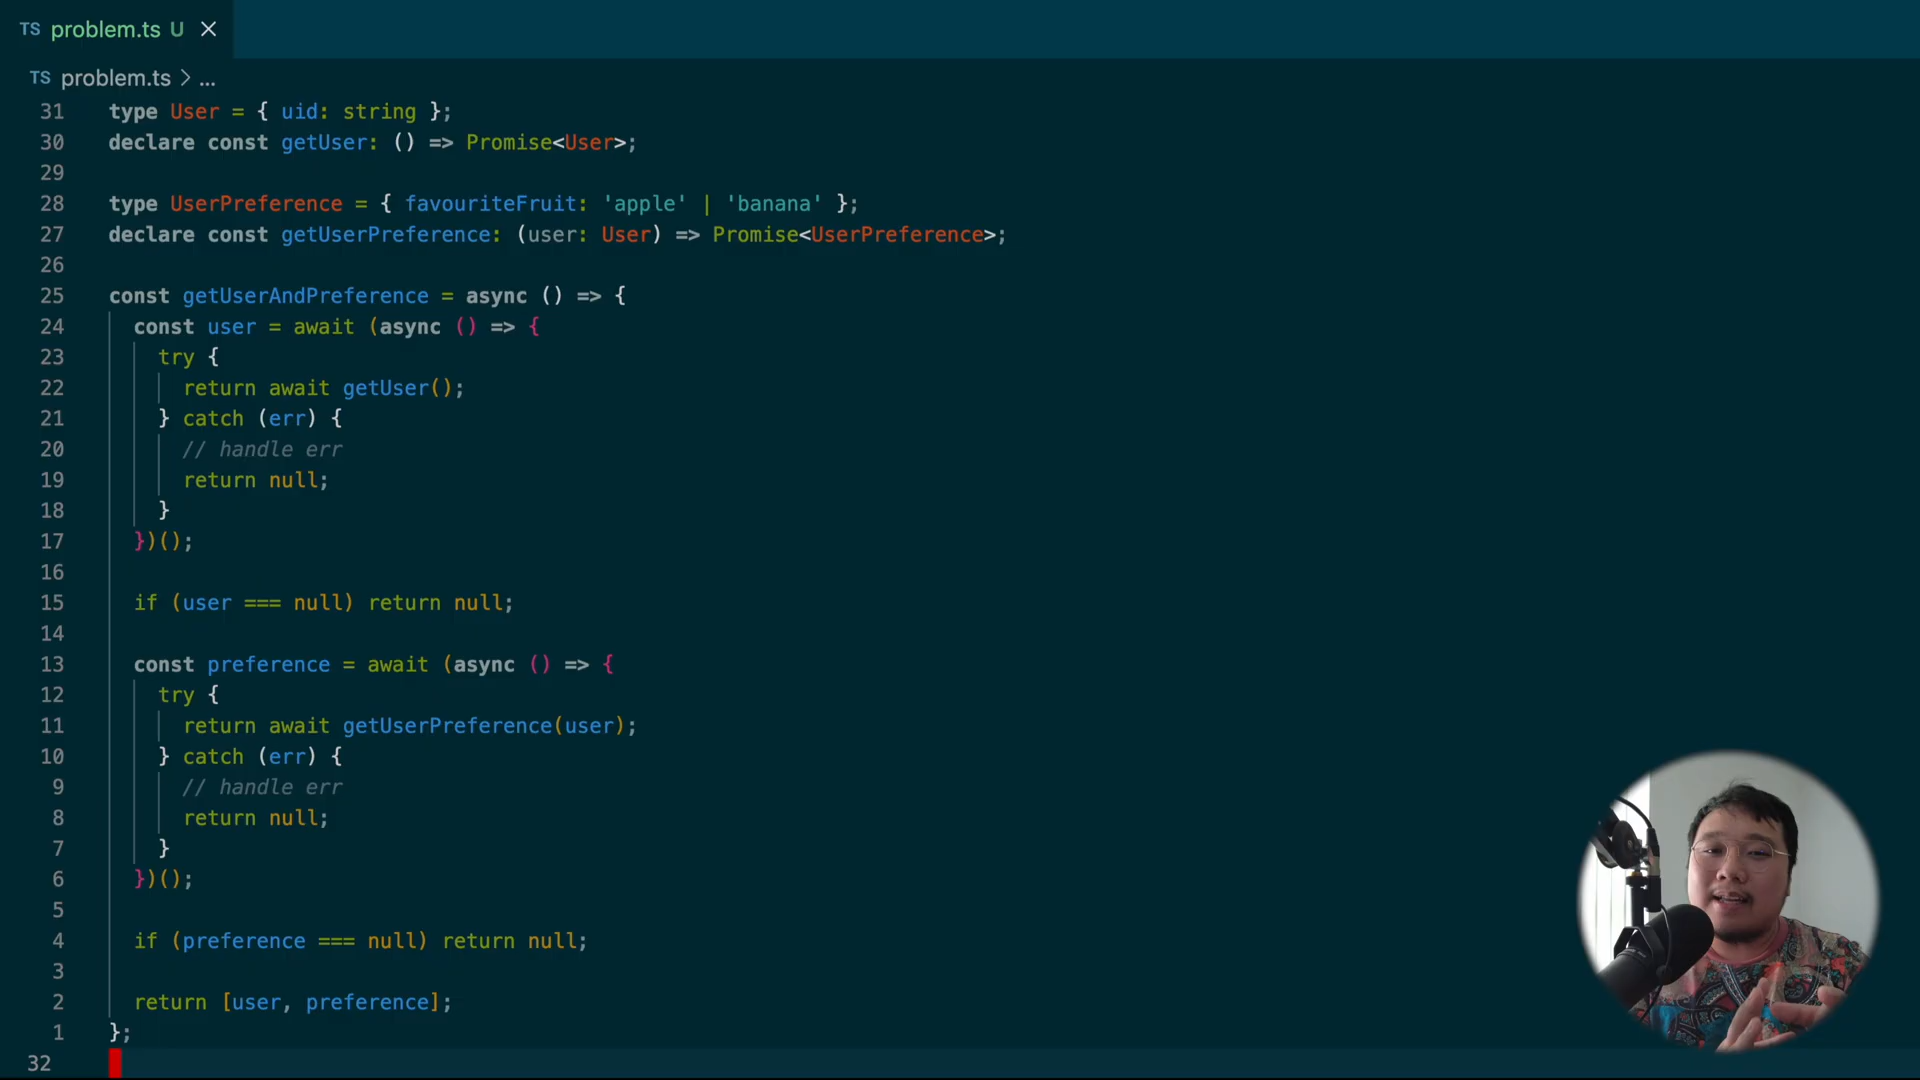 TS problem.ts U ×
TS problem.ts > ...
31 type User = { uid: string };
30 declare const getUser: () => Promise<User>;
29
28 type UserPreference = { favouriteFruit: 'apple' | 'banana' };
27 declare const getUserPreference: (user: User) => Promise<UserPreference>;
26
25 const getUserAndPreference = async () => {
24 const user = await (async () => {
23 try {
22 return await getUser();
21 } catch (err) {
20 // handle err
19 return null;
18 }
17 })();
16
15 if (user === null) return null;
14
13 const preference = await (async () => {
12 try {
11 return await getUserPreference(user);
10 } catch (err) {
9 // handle err
8 return null;
7 }
6 })();
5
4 if (preference === null) return null;
3
2 return [user, preference];
1 };
32